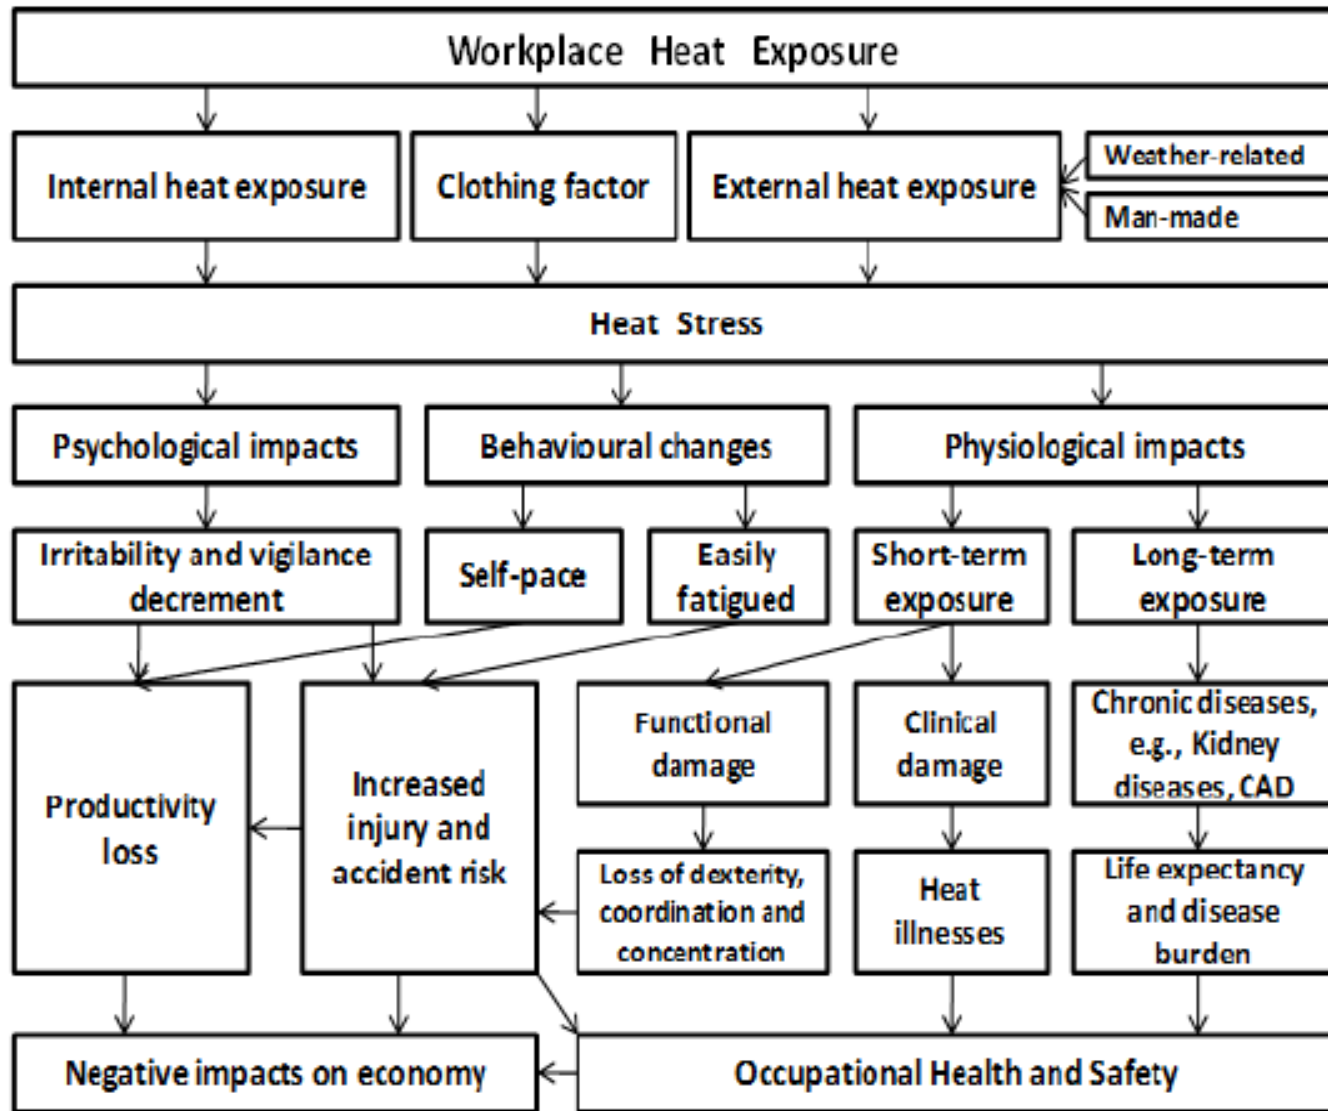 Workplace Heat Exposure
Internal heat exposure
Clothing factor
External heat exposure
Weather-related
Man-made
Heat Stress
Psychological impacts
Behavioural changes
Physiological impacts
Irritability and vigilance
decrement
Self-pace
Easily
fatigued
Short-term
exposure
Long-term
exposure
Productivity
loss
Increased
injury and
accident risk
Functional
damage
Clinical
damage
Chronic diseases,
e.g., Kidney
diseases, CAD
Loss of dexterity,
coordination and
concentration
Heat
illnesses
Life expectancy
and disease
burden
Negative impacts on economy
Occupational Health and Safety